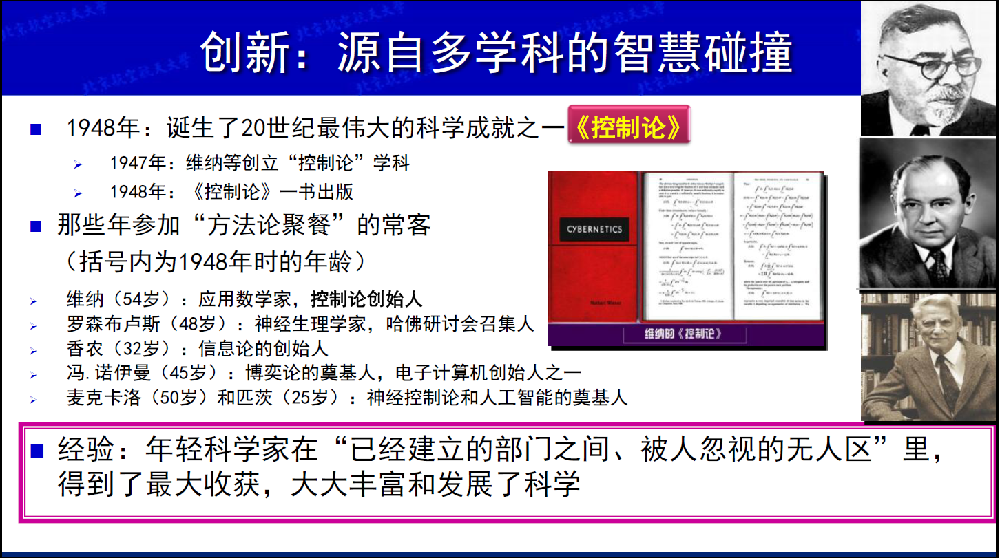 创新：源自多学科的智慧碰撞
北京航空航天大学
1948年：诞生了20世纪最伟大的科学成就之一《控制论》
1947年：维纳等创立“控制论”学科
1948年：《控制论》一书出版
那些年参加“方法论聚餐”的常客
（括号内为1948年时的年龄）
维纳（54岁）：应用数学家，控制论创始人
罗森布卢斯（48岁）：神经生理学家，哈佛研讨会召集人
香农（32岁）：信息论的创始人
冯.诺伊曼（45岁）：博奕论的奠基人，电子计算机创始人之一
麦克卡洛（50岁）和匹茨（25岁）：神经控制论和人工智能的奠基人
CYBERNETICS
Norbert Wiener
维纳的《控制论》
经验：年轻科学家在“已经建立的部门之间、被人忽视的无人区”里，
得到了最大收获，大大丰富和发展了科学